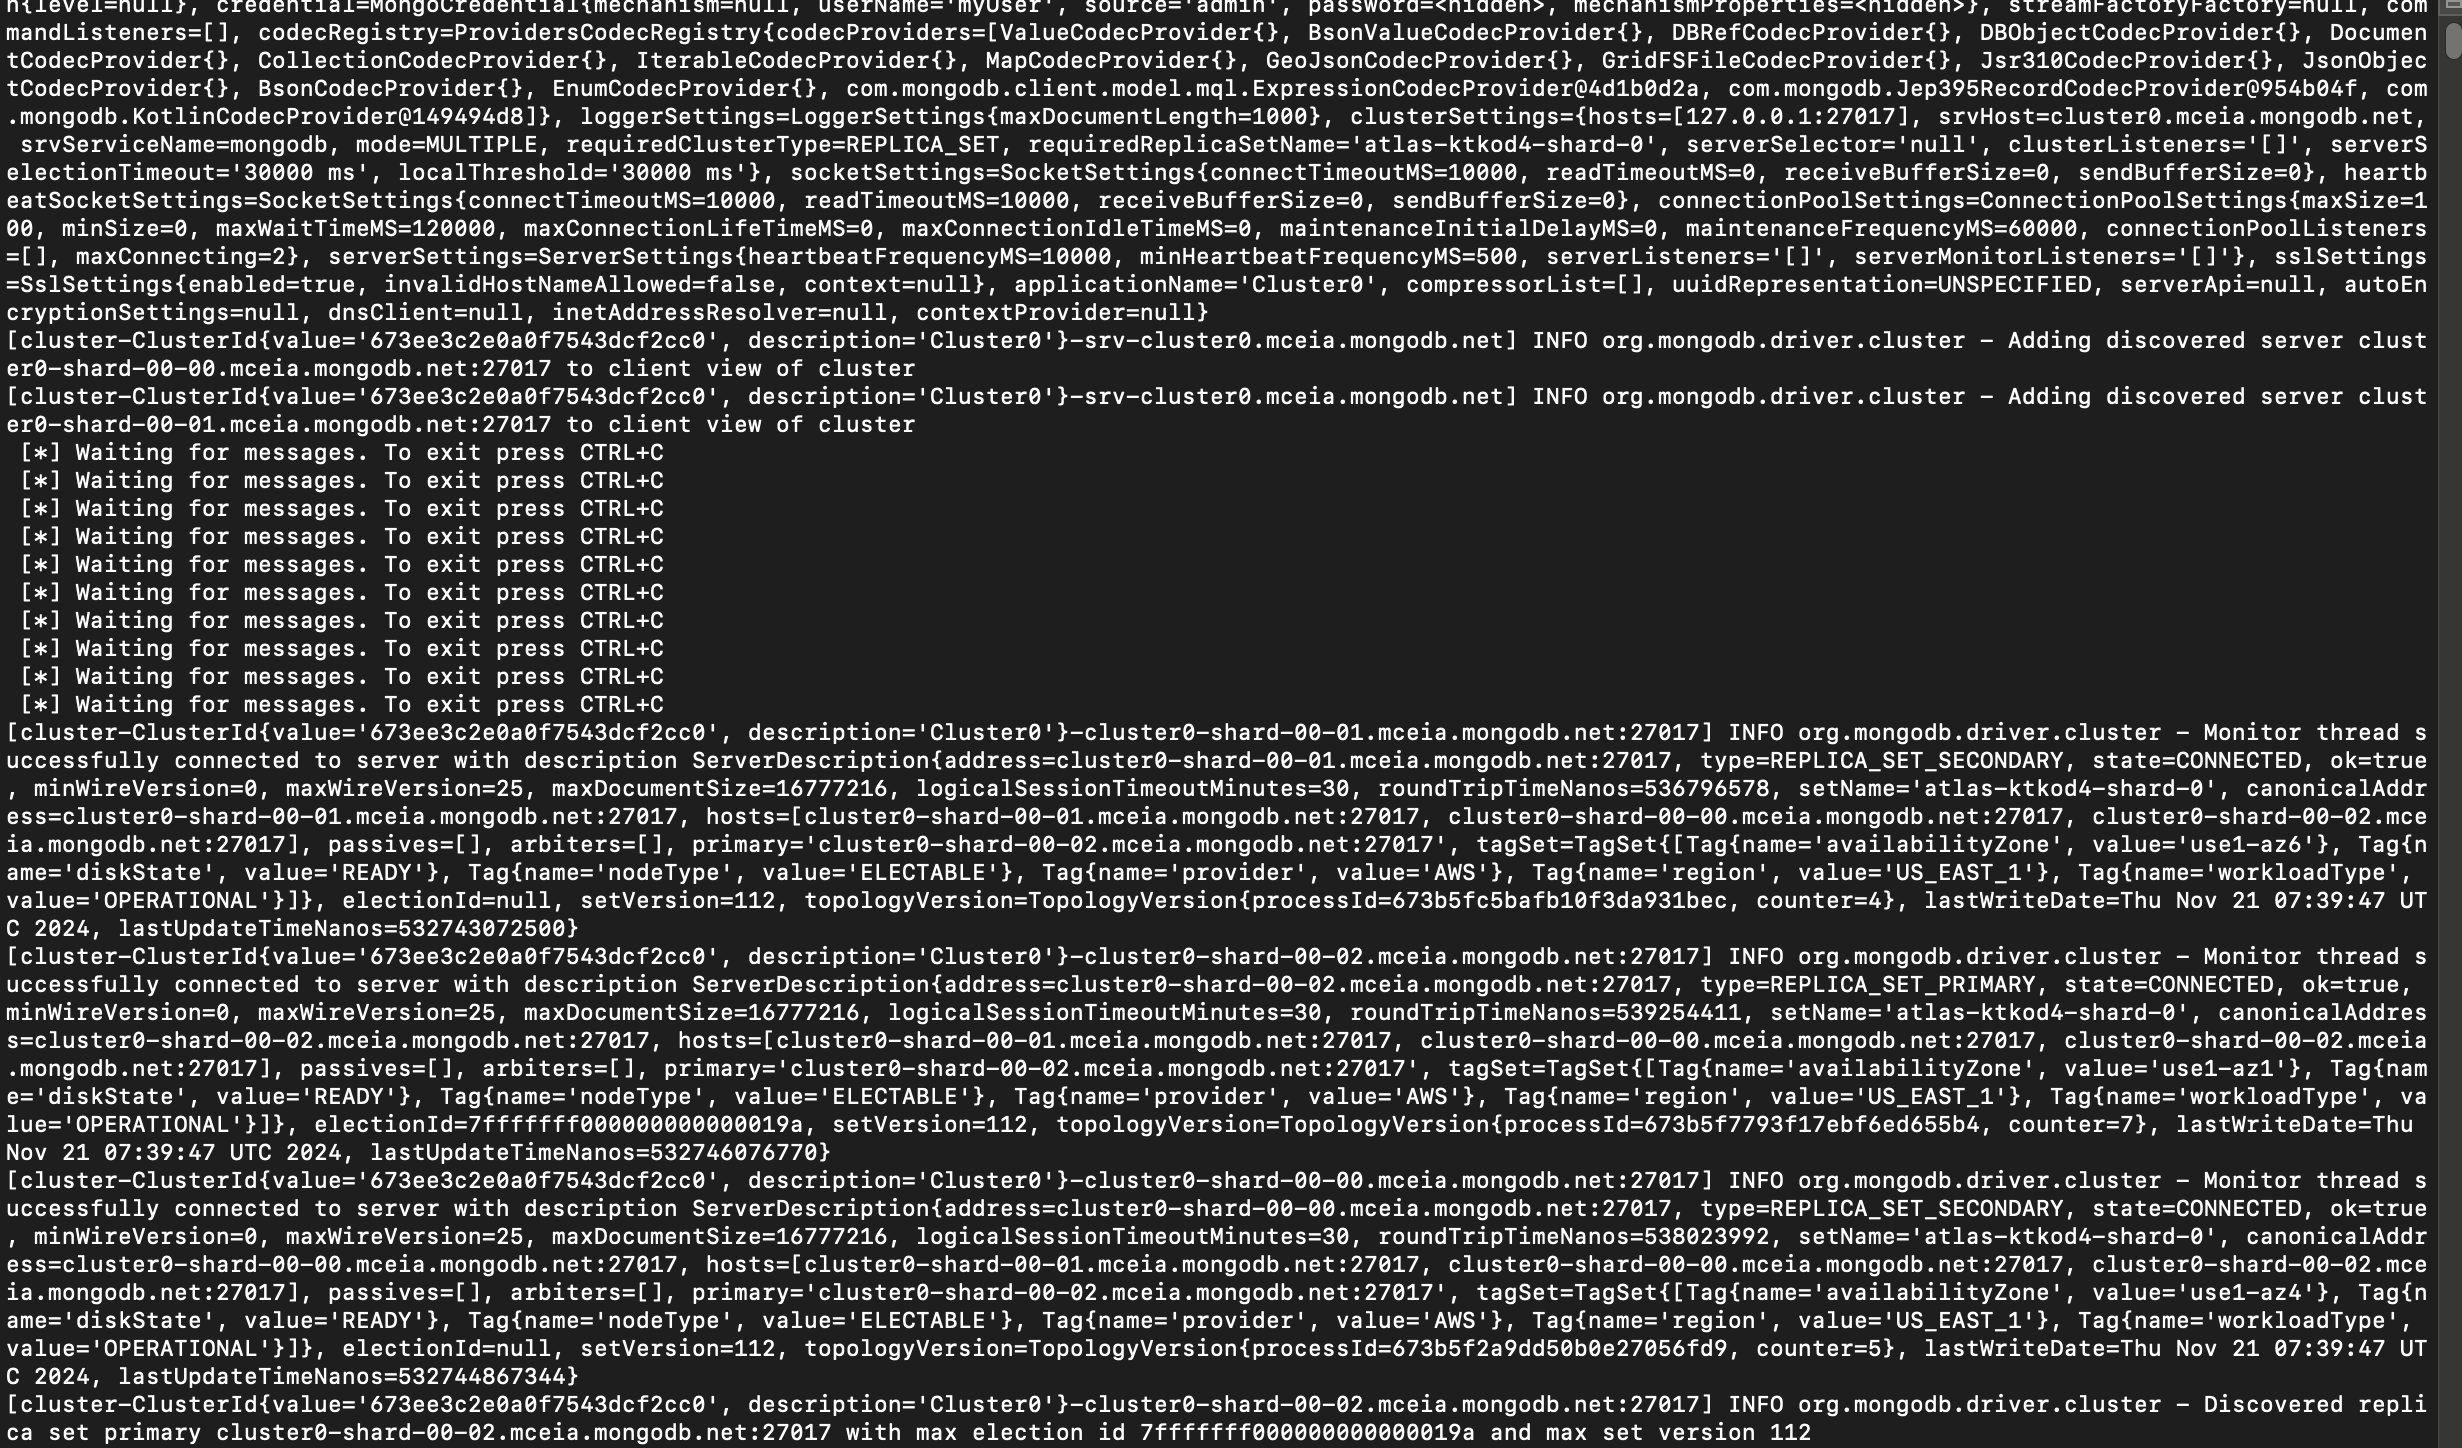 n{level=null}, credential=MongoCredential{mechanism=null, userName='myUser', source='admin', password=<hidden>, mechanismProperties=<hidden>}, streamFactoryFactory=null, com
mandListeners=[], codecRegistry=ProvidersCodecRegistry{codecProviders=[ValueCodecProvider{}, BsonValueCodecProvider{}, DBRefCodecProvider{}, DBObjectCodecProvider{}, Documen
tCodecProvider{}, CollectionCodecProvider{}, IterableCodecProvider{}, MapCodecProvider{}, GeoJsonCodecProvider{}, GridFSFileCodecProvider{}, Jsr310CodecProvider{}, JsonObjec
tCodecProvider{}, BsonCodecProvider{}, EnumCodecProvider{}, com.mongodb.client.model.mql.ExpressionCodecProvider@4d1b0d2a, com.mongodb.Jep395RecordCodecProvider@954b04f, com
.mongodb.KotlinCodecProvider@149494d8]}, loggerSettings=LoggerSettings{maxDocumentLength=1000}, clusterSettings={hosts=[127.0.0.1:27017], srvHost=cluster0.mceia.mongodb.net,
 srvServiceName=mongodb, mode=MULTIPLE, requiredClusterType=REPLICA_SET, requiredReplicaSetName='atlas-ktkod4-shard-0', serverSelector='null', clusterListeners='[]', serverS
electionTimeout='30000 ms', localThreshold='30000 ms'}, socketSettings=SocketSettings{connectTimeoutMS=10000, readTimeoutMS=0, receiveBufferSize=0, sendBufferSize=0}, heartb
eatSocketSettings=SocketSettings{connectTimeoutMS=10000, readTimeoutMS=10000, receiveBufferSize=0, sendBufferSize=0}, connectionPoolSettings=ConnectionPoolSettings{maxSize=1
00, minSize=0, maxWaitTimeMS=120000, maxConnectionLifeTimeMS=0, maxConnectionIdleTimeMS=0, maintenanceInitialDelayMS=0, maintenanceFrequencyMS=60000, connectionPoolListeners
=[], maxConnecting=2}, serverSettings=ServerSettings{heartbeatFrequencyMS=10000, minHeartbeatFrequencyMS=500, serverListeners='[]', serverMonitorListeners='[]'}, sslSettings
=SslSettings{enabled=true, invalidHostNameAllowed=false, context=null}, applicationName='Cluster0', compressorList=[], uuidRepresentation=UNSPECIFIED, serverApi=null, autoEn
cryptionSettings=null, dnsClient=null, inetAddressResolver=null, contextProvider=null}
[cluster-ClusterId{value='673ee3c2e0a0f7543dcf2cc0', description='Cluster0'}-srv-cluster0.mceia.mongodb.net] INFO org.mongodb.driver.cluster - Adding discovered server clust
er0-shard-00-00.mceia.mongodb.net:27017 to client view of cluster
[cluster-ClusterId{value='673ee3c2e0a0f7543dcf2cc0', description='Cluster0'}-srv-cluster0.mceia.mongodb.net] INFO org.mongodb.driver.cluster - Adding discovered server clust
er0-shard-00-01.mceia.mongodb.net:27017 to client view of cluster
 [*] Waiting for messages. To exit press CTRL+C
 [*] Waiting for messages. To exit press CTRL+C
 [*] Waiting for messages. To exit press CTRL+C
 [*] Waiting for messages. To exit press CTRL+C
 [*] Waiting for messages. To exit press CTRL+C
 [*] Waiting for messages. To exit press CTRL+C
 [*] Waiting for messages. To exit press CTRL+C
 [*] Waiting for messages. To exit press CTRL+C
 [*] Waiting for messages. To exit press CTRL+C
 [*] Waiting for messages. To exit press CTRL+C
[cluster-ClusterId{value='673ee3c2e0a0f7543dcf2cc0', description='Cluster0'}-cluster0-shard-00-01.mceia.mongodb.net:27017] INFO org.mongodb.driver.cluster - Monitor thread s
uccessfully connected to server with description ServerDescription{address=cluster0-shard-00-01.mceia.mongodb.net:27017, type=REPLICA_SET_SECONDARY, state=CONNECTED, ok=true
, minWireVersion=0, maxWireVersion=25, maxDocumentSize=16777216, logicalSessionTimeoutMinutes=30, roundTripTimeNanos=536796578, setName='atlas-ktkod4-shard-0', canonicalAddr
ess=cluster0-shard-00-01.mceia.mongodb.net:27017, hosts=[cluster0-shard-00-01.mceia.mongodb.net:27017, cluster0-shard-00-00.mceia.mongodb.net:27017, cluster0-shard-00-02.mce
ia.mongodb.net:27017], passives=[], arbiters=[], primary='cluster0-shard-00-02.mceia.mongodb.net:27017', tagSet=TagSet{[Tag{name='availabilityZone', value='use1-az6'}, Tag{n
ame='diskState', value='READY'}, Tag{name='nodeType', value='ELECTABLE'}, Tag{name='provider', value='AWS'}, Tag{name='region', value='US_EAST_1'}, Tag{name='workloadType',
value='OPERATIONAL'}]}, electionId=null, setVersion=112, topologyVersion=TopologyVersion{processId=673b5fc5bafb10f3da931bec, counter=4}, lastWriteDate=Thu Nov 21 07:39:47 UT
C 2024, lastUpdateTimeNanos=532743072500}
[cluster-ClusterId{value='673ee3c2e0a0f7543dcf2cc0', description='Cluster0'}-cluster0-shard-00-02.mceia.mongodb.net:27017] INFO org.mongodb.driver.cluster - Monitor thread s
uccessfully connected to server with description ServerDescription{address=cluster0-shard-00-02.mceia.mongodb.net:27017, type=REPLICA_SET_PRIMARY, state=CONNECTED, ok=true,
minWireVersion=0, maxWireVersion=25, maxDocumentSize=16777216, logicalSessionTimeoutMinutes=30, roundTripTimeNanos=539254411, setName='atlas-ktkod4-shard-0', canonicalAddres
s=cluster0-shard-00-02.mceia.mongodb.net:27017, hosts=[cluster0-shard-00-01.mceia.mongodb.net:27017, cluster0-shard-00-00.mceia.mongodb.net:27017, cluster0-shard-00-02.mceia
.mongodb.net:27017], passives=[], arbiters=[], primary='cluster0-shard-00-02.mceia.mongodb.net:27017', tagSet=TagSet{[Tag{name='availabilityZone', value='use1-az1'}, Tag{nam
e='diskState', value='READY'}, Tag{name='nodeType', value='ELECTABLE'}, Tag{name='provider', value='AWS'}, Tag{name='region', value='US_EAST_1'}, Tag{name='workloadType', va
lue='OPERATIONAL'}]}, electionId=7fffffff000000000000019a, setVersion=112, topologyVersion=TopologyVersion{processId=673b5f7793f17ebf6ed655b4, counter=7}, lastWriteDate=Thu
Nov 21 07:39:47 UTC 2024, lastUpdateTimeNanos=532746076770}
[cluster-ClusterId{value='673ee3c2e0a0f7543dcf2cc0', description='Cluster0'}-cluster0-shard-00-00.mceia.mongodb.net:27017] INFO org.mongodb.driver.cluster - Monitor thread s
uccessfully connected to server with description ServerDescription{address=cluster0-shard-00-00.mceia.mongodb.net:27017, type=REPLICA_SET_SECONDARY, state=CONNECTED, ok=true
, minWireVersion=0, maxWireVersion=25, maxDocumentSize=16777216, logicalSessionTimeoutMinutes=30, roundTripTimeNanos=538023992, setName='atlas-ktkod4-shard-0', canonicalAddr
ess=cluster0-shard-00-00.mceia.mongodb.net:27017, hosts=[cluster0-shard-00-01.mceia.mongodb.net:27017, cluster0-shard-00-00.mceia.mongodb.net:27017, cluster0-shard-00-02.mce
ia.mongodb.net:27017], passives=[], arbiters=[], primary='cluster0-shard-00-02.mceia.mongodb.net:27017', tagSet=TagSet{[Tag{name='availabilityZone', value='use1-az4'}, Tag{n
ame='diskState', value='READY'}, Tag{name='nodeType', value='ELECTABLE'}, Tag{name='provider', value='AWS'}, Tag{name='region', value='US_EAST_1'}, Tag{name='workloadType',
value='OPERATIONAL'}]}, electionId=null, setVersion=112, topologyVersion=TopologyVersion{processId=673b5f2a9dd50b0e27056fd9, counter=5}, lastWriteDate=Thu Nov 21 07:39:47 UT
C 2024, lastUpdateTimeNanos=532744867344}
[cluster-ClusterId{value='673ee3c2e0a0f7543dcf2cc0', description='Cluster0'}-cluster0-shard-00-02.mceia.mongodb.net:27017] INFO org.mongodb.driver.cluster - Discovered repli
ca set primary cluster0-shard-00-02.mceia.mongodb.net:27017 with max election id 7fffffff000000000000019a and max set version 112